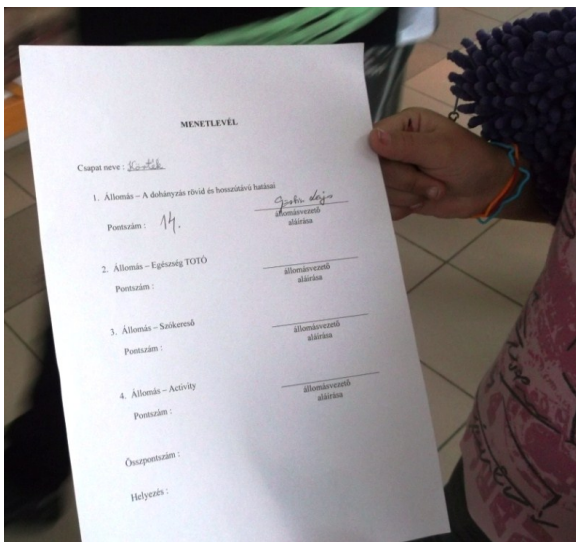 MENETLEVÉL
Csapat neve :
1. Állomás – A dohányzás rövid és hosszútávú hatásai
Pontszám : 14.
állomásvezető
aláírása
2. Állomás – Egészség TOTÓ
Pontszám :
állomásvezető
aláírása
3. Állomás – Szókereső
Pontszám :
állomásvezető
aláírása
4. Állomás – Activity
Pontszám :
állomásvezető
aláírása
Összpontszám :
Helyezés :